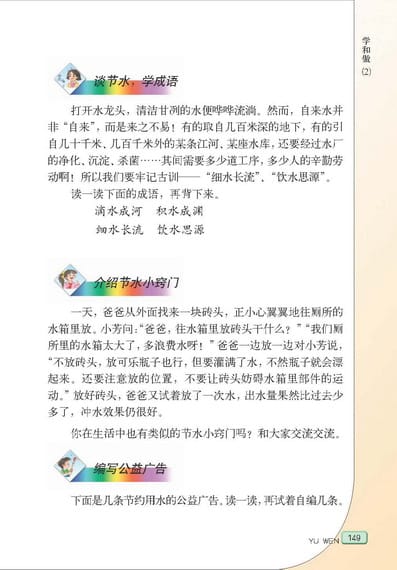 学和做(2)
谈节水，学成语
打开水龙头，清洁甘冽的水便哗哗流淌。然而，自来水并
非“自来”，而是来之不易！有的取自几百米深的地下，有的引
自几十千米、几百千米外的某条江河、某座水库，还要经过水厂
的净化、沉淀、杀菌……其间需要多少道工序，多少人的辛勤劳
动啊！所以我们要牢记古训——“细水长流”、“饮水思源”。
读一读下面的成语，再背下来。
滴水成河　积水成渊
细水长流　饮水思源
介绍节水小窍门
一天，爸爸从外面找来一块砖头，正小心翼翼地往厕所的
水箱里放。小芳问：“爸爸，往水箱里放砖头干什么？”“我们厕
所里的水箱太大了，多浪费水呀！”爸爸一边放一边对小芳说，
“不放砖头，放可乐瓶子也行，但要灌满了水，不然瓶子就会漂
起来。还要注意放的位置，不要让砖头妨碍水箱里部件的运
动。”放好砖头，爸爸又试着放了一次水，出水量果然比过去少
多了，冲水效果仍很好。
你在生活中也有类似的节水小窍门吗？和大家交流交流。
编写公益广告
下面是几条节约用水的公益广告。读一读，再试着自编几条。
YU WEN 149